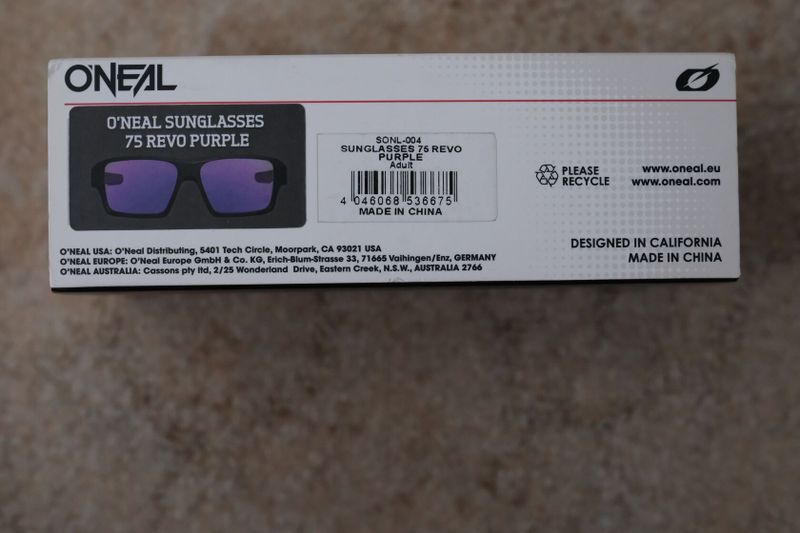 O'NEAL
O'NEAL SUNGLASSES
75 REVO PURPLE
SONL-004
SUNGLASSES 75 REVO
PURPLE
Adult
4 046068 536675
MADE IN CHINA
PLEASE
RECYCLE
www.oneal.eu
www.oneal.com
O'NEAL USA: O'Neal Distributing, 5401 Tech Circle, Moorpark, CA 93021 USA
O'NEAL EUROPE: O'Neal Europe GmbH & Co. KG, Erich-Blum-Strasse 33, 71665 Vaihingen/Enz, GERMANY
O'NEAL AUSTRALIA: Cassons pty ltd, 2/25 Wonderland Drive, Eastern Creek, N.S.W., AUSTRALIA 2766
DESIGNED IN CALIFORNIA
MADE IN CHINA